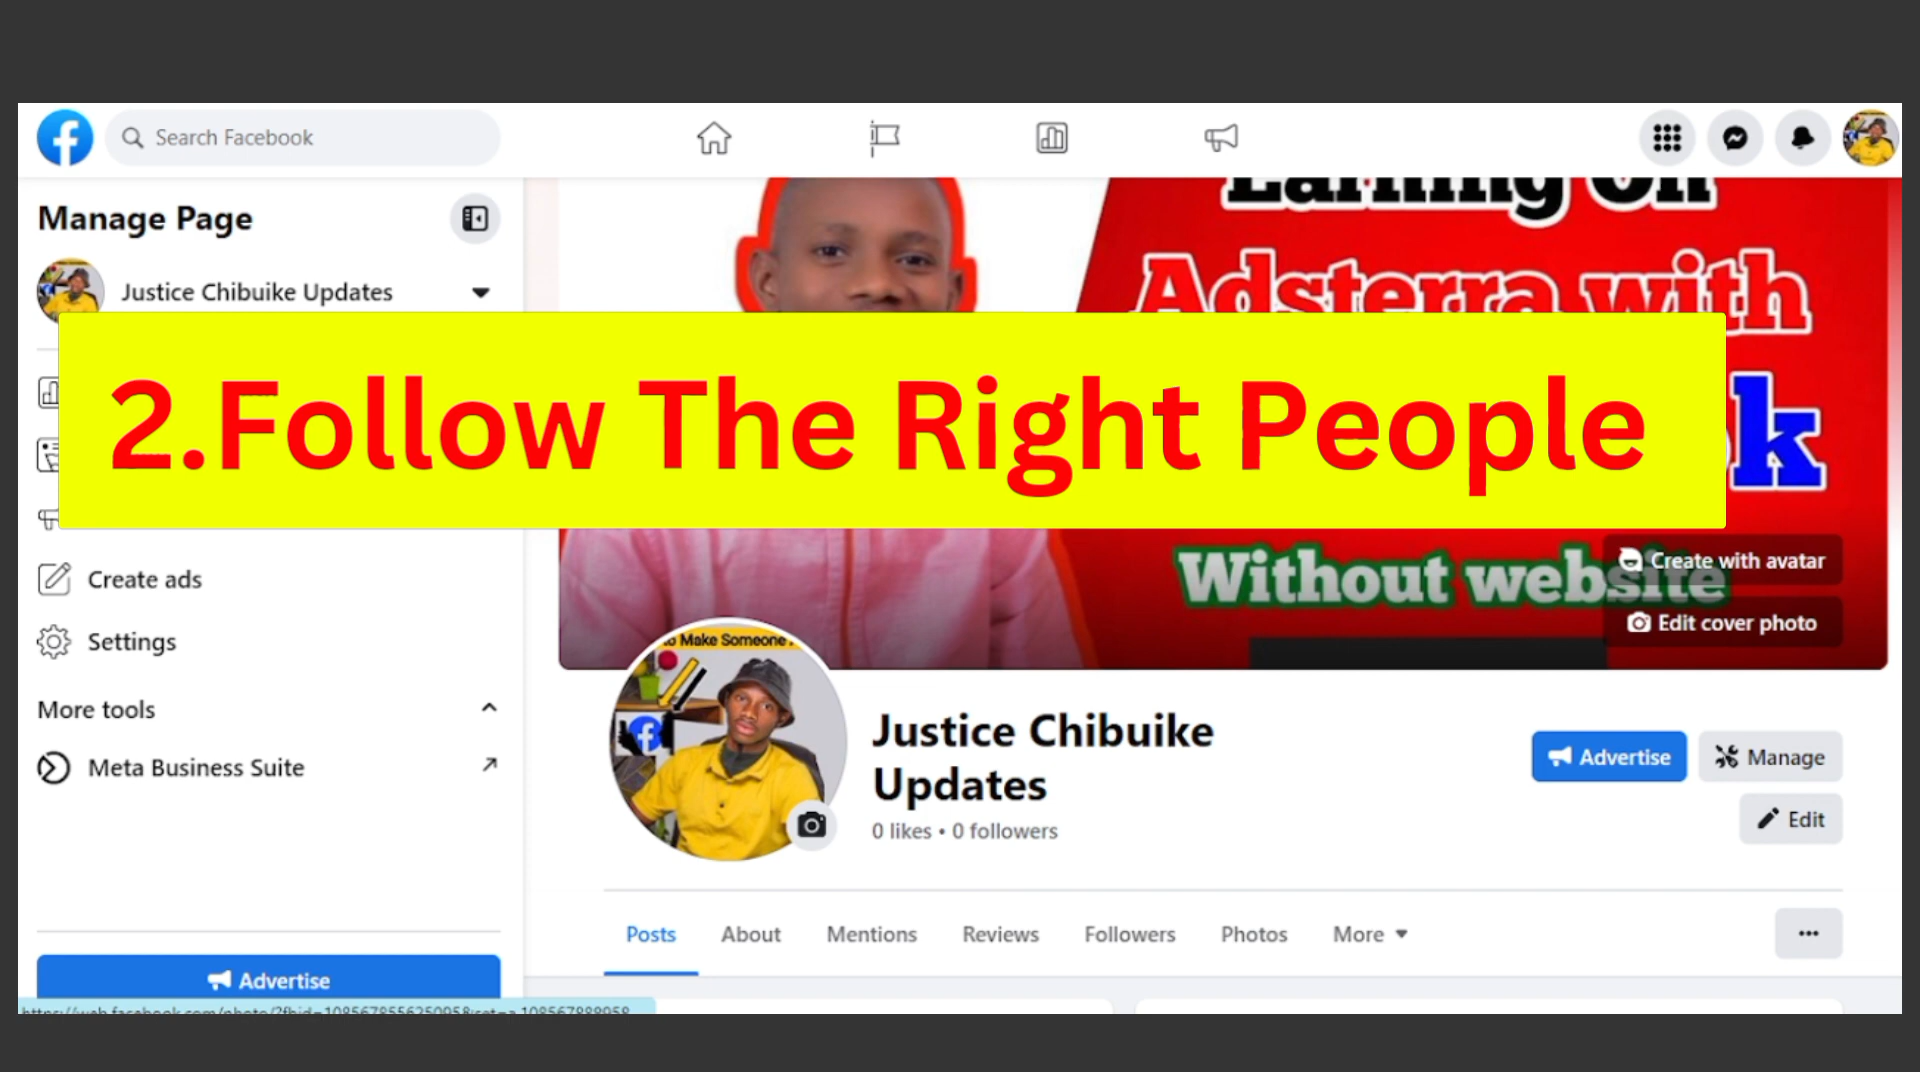 Search Facebook
Manage Page
Justice Chibuike Updates
Earning On
Adsterra with
k
2.Follow The Right People
Without website
Create with avatar
Edit cover photo
Create ads
Settings
More tools
Meta Business Suite
Make Someone
Justice Chibuike
Updates
0 likes • 0 followers
Advertise
Manage
Edit
Posts
About
Mentions
Reviews
Followers
Photos
More
Advertise